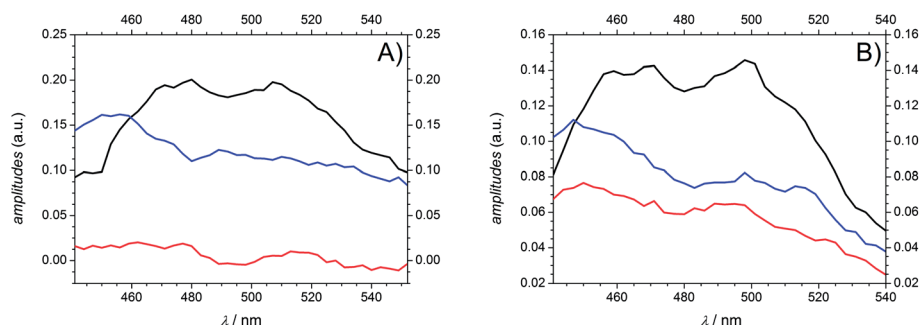 460 480 500 520 540
0.25 0.25
A)
0.20 0.20
0.15 0.15
0.10 0.10
0.05 0.05
0.00 0.00
amplitudes (a.u.)
460 480 500 520 540
λ / nm
460 480 500 520 540
0.16 0.16
B)
0.14 0.14
0.12 0.12
0.10 0.10
0.08 0.08
0.06 0.06
0.04 0.04
0.02 0.02
amplitudes (a.u.)
460 480 500 520 540
λ / nm